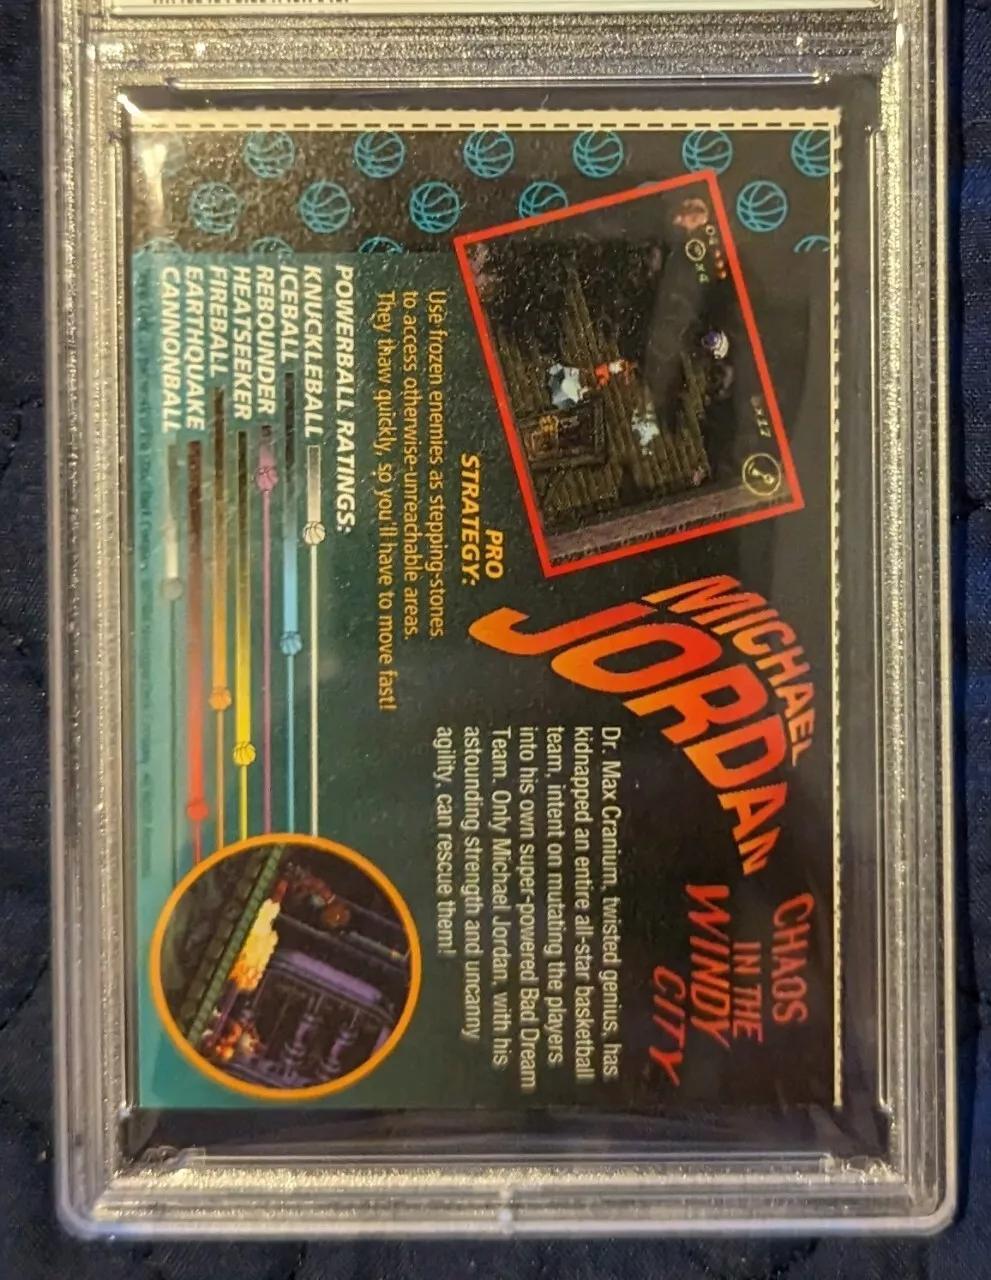 MICHAEL
JORDAN
CHAOS
IN THE
WINDY
CITY
Dr. Max Cranium, twisted genius, has
kidnapped an entire all-star basketball
team, intent on mutating the players
into his own super-powered Bad Dream
Team. Only Michael Jordan, with his
astounding strength and uncanny
agility, can rescue them!
PRO
STRATEGY:
Use frozen enemies as stepping-stones
to access otherwise-unreachable areas.
They thaw quickly, so you'll have to move fast!
POWERBALL RATINGS:
KNUCKLEBALL
ICEBALL
REBOUNDER
HEATSEEKER
FIREBALL
EARTHQUAKE
CANNONBALL